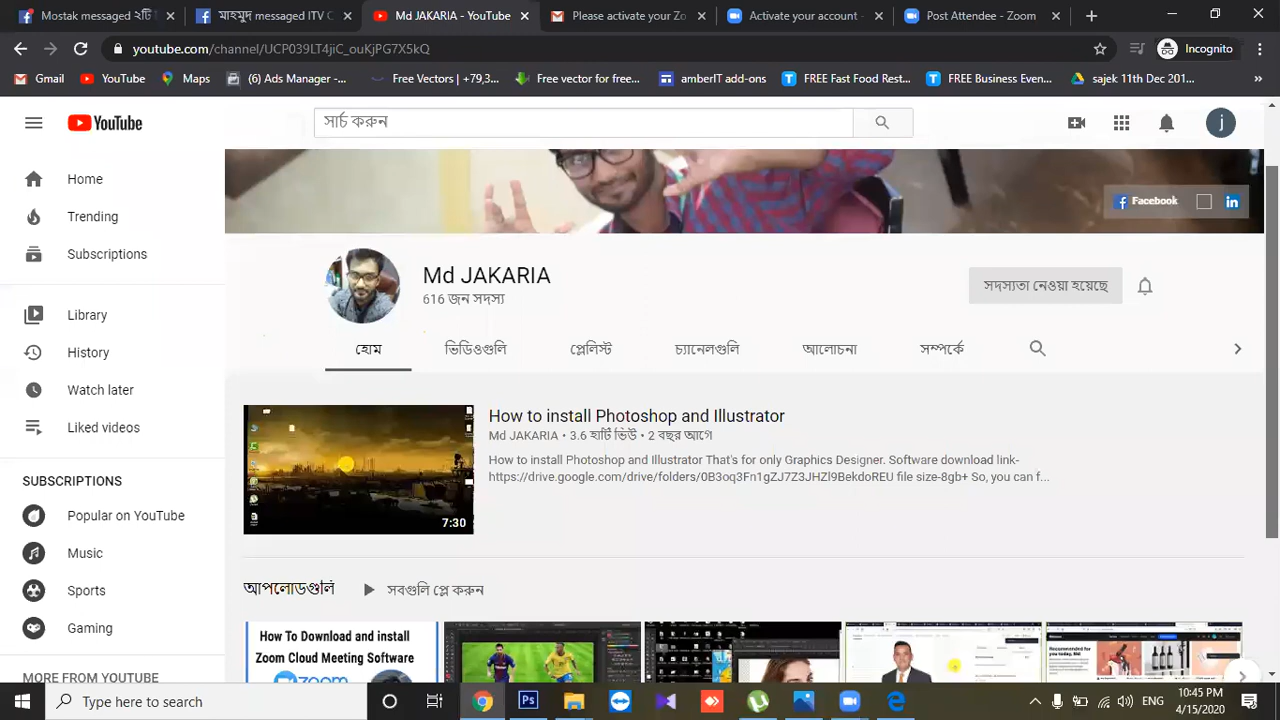 Mostak messaged
মাহমুদ ITV C
Md JAKARIA - YouTube
Please activate your Zo
Activate your account -
Post Attendee - Zoom
youtube.com/channel/UCP039LT4jiC_ouKjPG7X5kQ
Incognito
Gmail
YouTube
Maps
(6) Ads Manager -...
Free Vectors | +79,3...
Free vector for free...
amberIT add-ons
FREE Fast Food Rest...
FREE Business Even...
sajek 11th Dec 201...
YouTube
সার্চ করুন
j
Home
Trending
Subscriptions
Library
History
Watch later
Liked videos
SUBSCRIPTIONS
Popular on YouTube
Music
Sports
Gaming
MORE FROM YOUTUBE
Facebook
in
Md JAKARIA
616 জন সদস্য
সদস্যতা নেওয়া হয়েছে
হোম ভিডিওগুলি প্লেলিস্ট চ্যানেলগুলি আলোচনা সম্পর্কে
How to install Photoshop and Illustrator
Md JAKARIA • 3.6 হাটি ভিউ • 2 বছর আগে
How to install Photoshop and Illustrator That's for only Graphics Designer. Software download link-
https://drive.google.com/drive/folders/0B3oq3Fn1gZJ7Z3JHZl9BekdoREU file size-8gb+ So, you can f...
7:30
আপলোডগুলি
সবগুলি প্লে করুন
How To Download and Install
Zoom Cloud Meeting Software
zoom
Recommended for
you today, Md
Type here to search
Ps
ENG
10:45 PM
4/15/2020